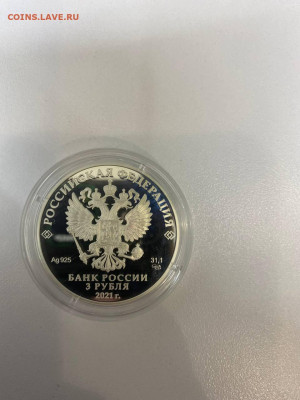 COINS.LAVE.RU
РОССИЙСКАЯ ФЕДЕРАЦИЯ
Ag 925
31,1
БАНК РОССИИ
3 РУБЛЯ
2021 г.